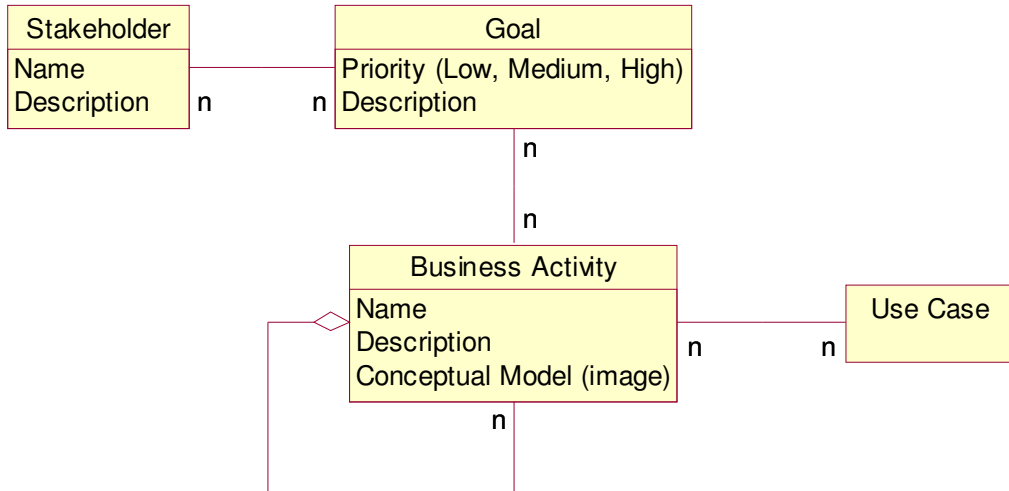 Stakeholder
Name
Description
n
n
Goal
Priority (Low, Medium, High)
Description
n
n
Business Activity
Name
Description
Conceptual Model (image)
n
n
Use Case
n